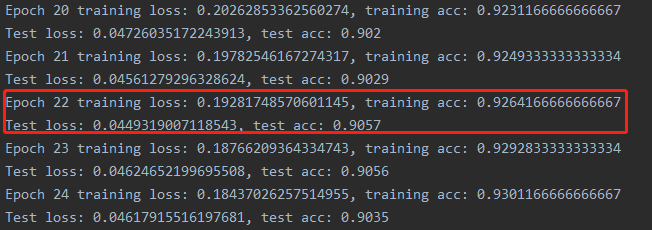 Epoch 20 training loss: 0.20262853362560274, training acc: 0.9231166666666667
Test loss: 0.04726035172243913, test acc: 0.902
Epoch 21 training loss: 0.19782546167274317, training acc: 0.9249333333333334
Test loss: 0.04561279296328624, test acc: 0.9029
Epoch 22 training loss: 0.19281748570601145, training acc: 0.9264166666666667
Test loss: 0.0449319007118543, test acc: 0.9057
Epoch 23 training loss: 0.18766209364334743, training acc: 0.9292833333333334
Test loss: 0.04624652199695508, test acc: 0.9056
Epoch 24 training loss: 0.18437026257514955, training acc: 0.9301166666666667
Test loss: 0.04617915516197681, test acc: 0.9035